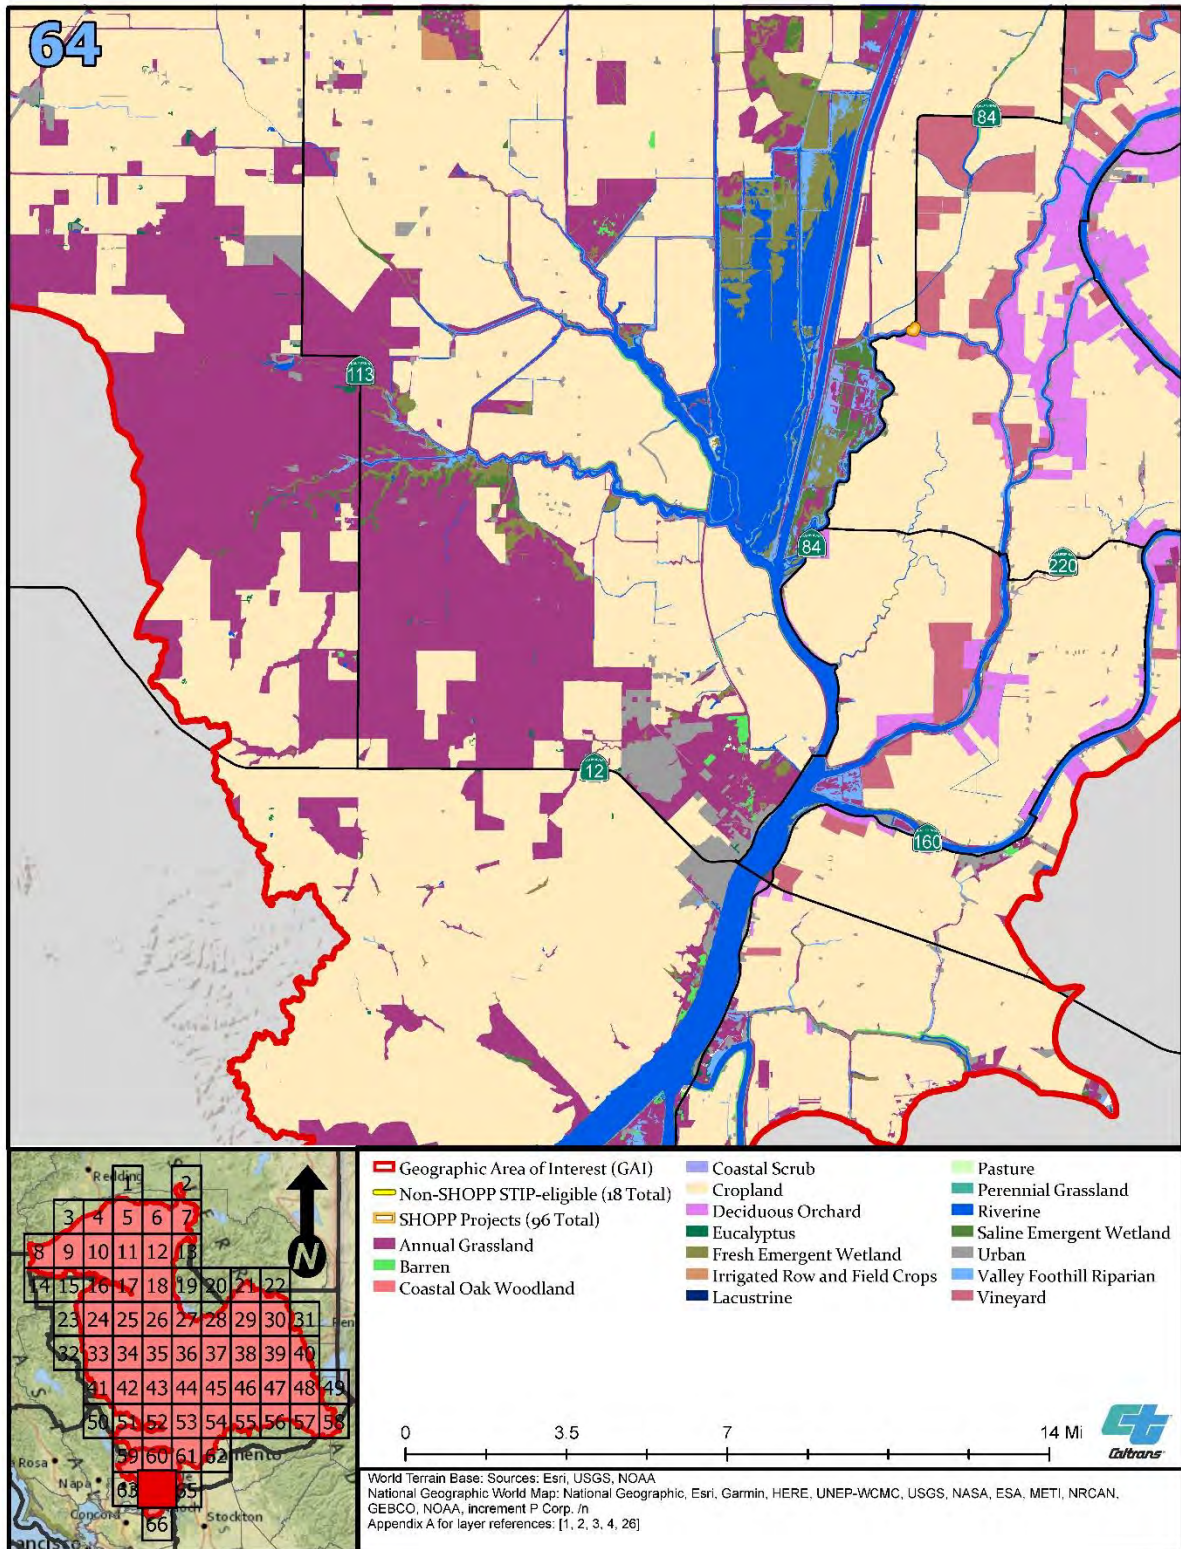 64
84
113
84
220
12
160
Redding
1 2
3 4 5 6 7
8 9 10 11 12 13
14 15 16 17 18 19 20 21 22
23 24 25 26 27 28 29 30 31
32 33 34 35 36 37 38 39 40
41 42 43 44 45 46 47 48 49
50 51 52 53 54 55 56 57 58
59 60 61 62
Rosa
Napa
63 65
Concord
Stockton
66
N
Geographic Area of Interest (GAI)
Non-SHOPP STIP-eligible (18 Total)
SHOPP Projects (96 Total)
Annual Grassland
Barren
Coastal Oak Woodland
Coastal Scrub
Cropland
Deciduous Orchard
Eucalyptus
Fresh Emergent Wetland
Irrigated Row and Field Crops
Lacustrine
Pasture
Perennial Grassland
Riverine
Saline Emergent Wetland
Urban
Valley Foothill Riparian
Vineyard
0 3.5 7 14 Mi
Caltrans
World Terrain Base: Sources: Esri, USGS, NOAA
National Geographic World Map: National Geographic, Esri, Garmin, HERE, UNEP-WCMC, USGS, NASA, ESA, METI, NRCAN,
GEBCO, NOAA, increment P Corp. /n
Appendix A for layer references: [1, 2, 3, 4, 26]